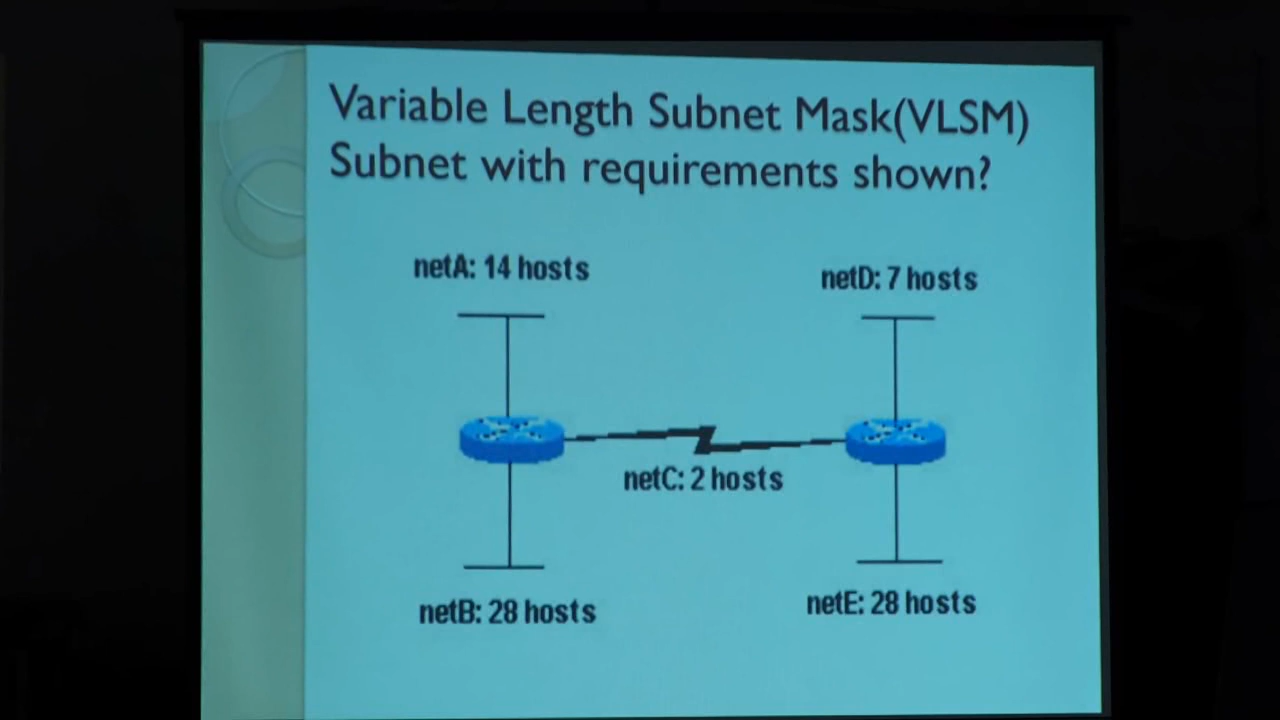 Variable Length Subnet Mask(VLSM)
Subnet with requirements shown?
netA: 14 hosts
netD: 7 hosts
netC: 2 hosts
netB: 28 hosts
netE: 28 hosts